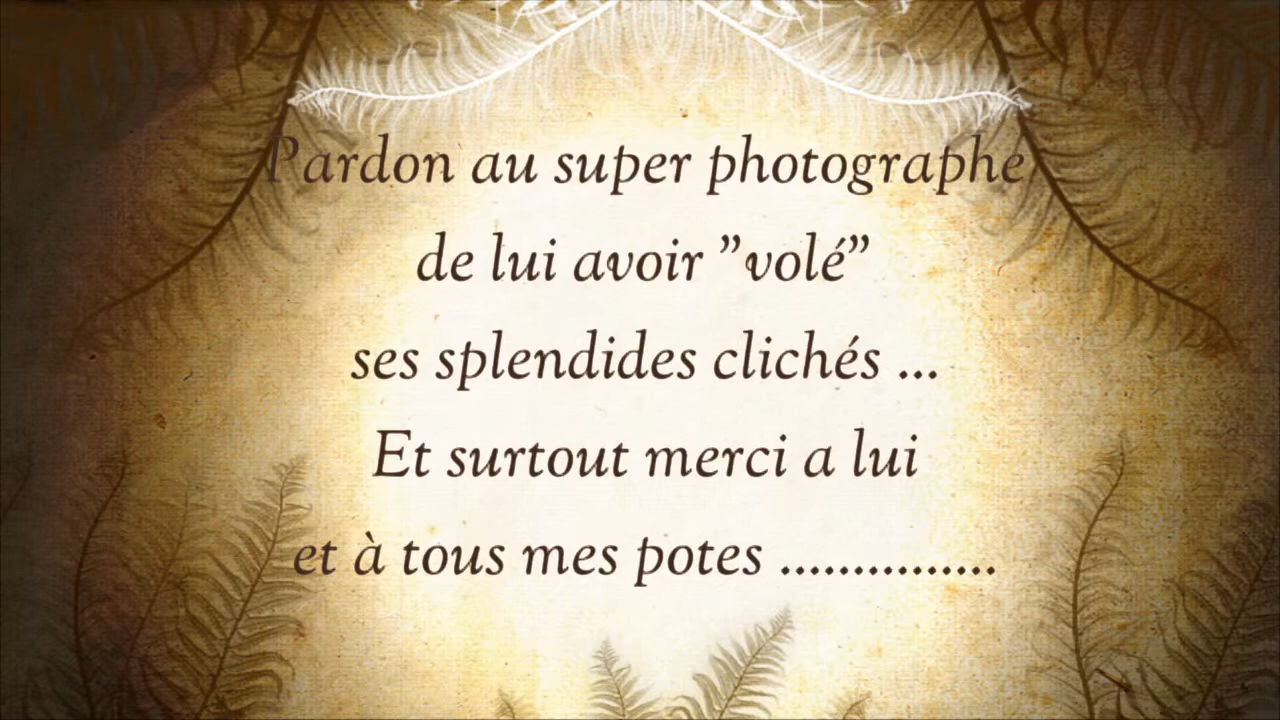 Pardon au super photographe
de lui avoir ”volé”
ses splendides clichés ...
Et surtout merci a lui
et à tous mes potes ...............